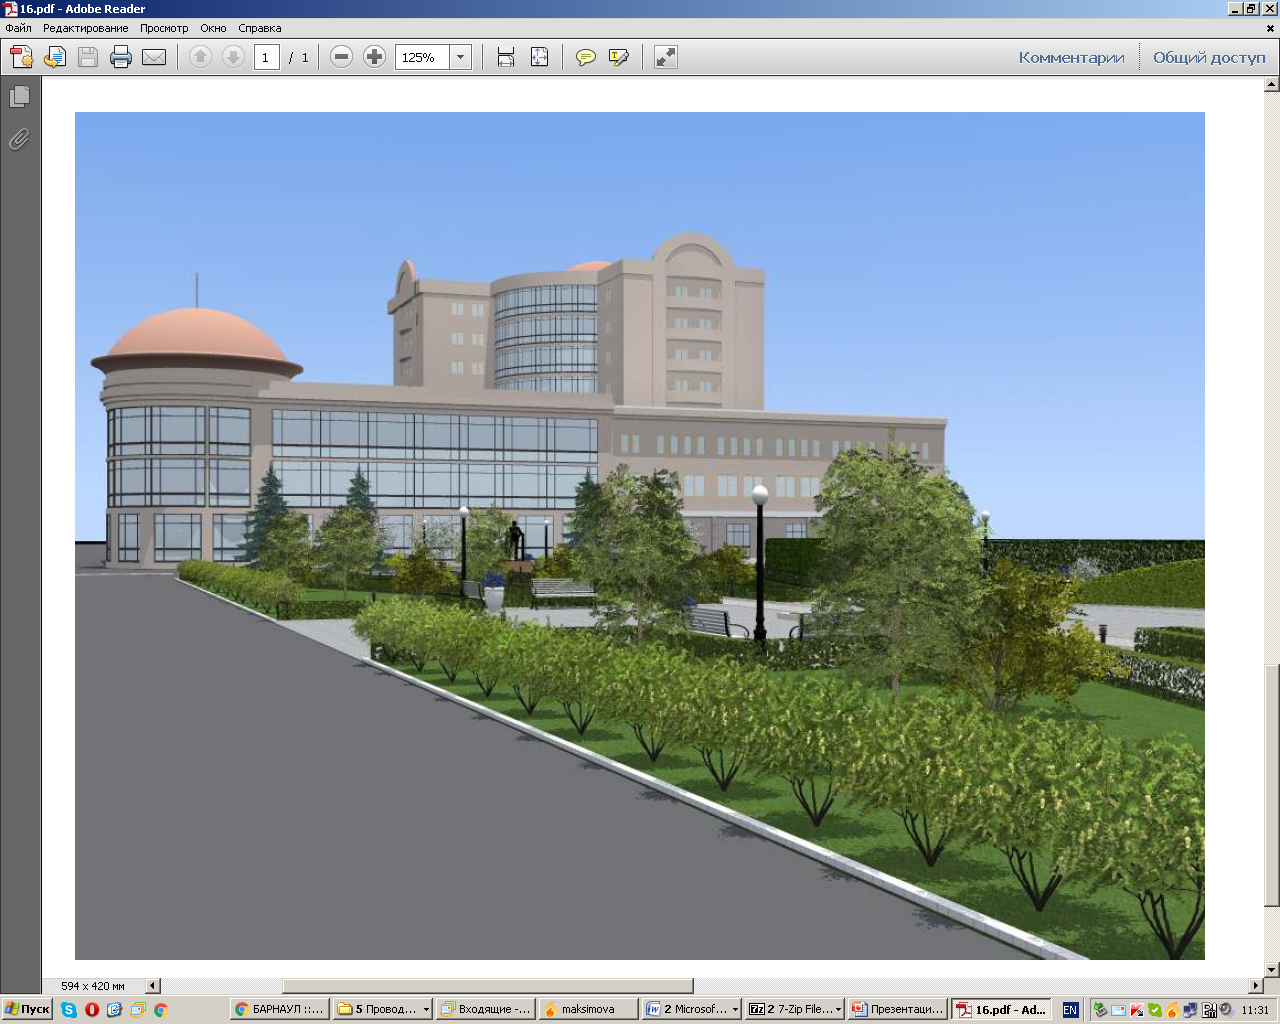 16.pdf - Adobe Reader
Файл Редактирование Просмотр Окно Справка
1 / 1 125% Комментарии Общий доступ
594 x 420 мм
Пуск БАРНАУЛ ::... 5 Провод... Входящие -... maksimova 2 Microsof... 2 7-Zip File... Презентаци... 16.pdf - Ad... EN 11:31